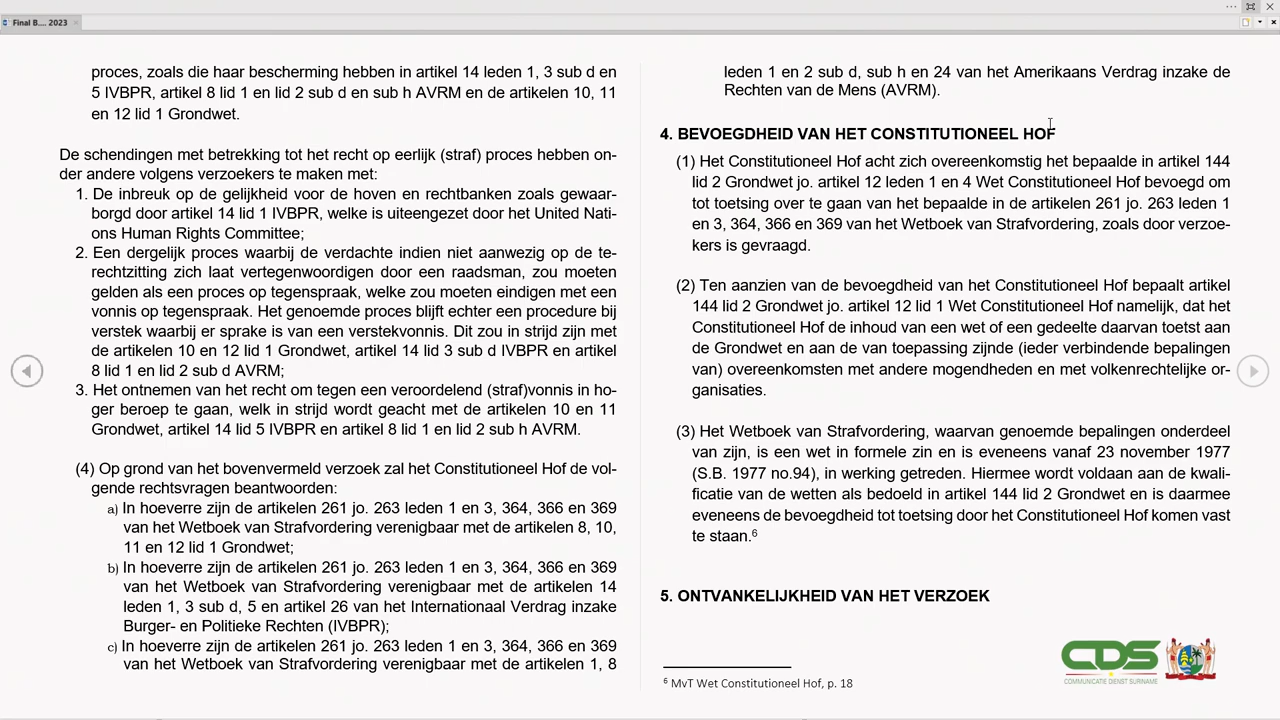 Final B.... 2023
proces, zoals die haar bescherming hebben in artikel 14 leden 1, 3 sub d en
5 IVBPR, artikel 8 lid 1 en lid 2 sub d en sub h AVRM en de artikelen 10, 11
en 12 lid 1 Grondwet.
De schendingen met betrekking tot het recht op eerlijk (straf) proces hebben on-
der andere volgens verzoekers te maken met:
1. De inbreuk op de gelijkheid voor de hoven en rechtbanken zoals gewaar-
borgd door artikel 14 lid 1 IVBPR, welke is uiteengezet door het United Nati-
ons Human Rights Committee;
2. Een dergelijk proces waarbij de verdachte indien niet aanwezig op de te-
rechtzitting zich laat vertegenwoordigen door een raadsman, zou moeten
gelden als een proces op tegenspraak, welke zou moeten eindigen met een
vonnis op tegenspraak. Het genoemde proces blijft echter een procedure bij
verstek waarbij er sprake is van een verstekvonnis. Dit zou in strijd zijn met
de artikelen 10 en 12 lid 1 Grondwet, artikel 14 lid 3 sub d IVBPR en artikel
8 lid 1 en lid 2 sub d AVRM;
3. Het ontnemen van het recht om tegen een veroordelend (straf)vonnis in ho-
ger beroep te gaan, welk in strijd wordt geacht met de artikelen 10 en 11
Grondwet, artikel 14 lid 5 IVBPR en artikel 8 lid 1 en lid 2 sub h AVRM.
(4) Op grond van het bovenvermeld verzoek zal het Constitutioneel Hof de vol-
gende rechtsvragen beantwoorden:
a) In hoeverre zijn de artikelen 261 jo. 263 leden 1 en 3, 364, 366 en 369
van het Wetboek van Strafvordering verenigbaar met de artikelen 8, 10,
11 en 12 lid 1 Grondwet;
b) In hoeverre zijn de artikelen 261 jo. 263 leden 1 en 3, 364, 366 en 369
van het Wetboek van Strafvordering verenigbaar met de artikelen 14
leden 1, 3 sub d, 5 en artikel 26 van het Internationaal Verdrag inzake
Burger- en Politieke Rechten (IVBPR);
c) In hoeverre zijn de artikelen 261 jo. 263 leden 1 en 3, 364, 366 en 369
van het Wetboek van Strafvordering verenigbaar met de artikelen 1, 8
leden 1 en 2 sub d, sub h en 24 van het Amerikaans Verdrag inzake de
Rechten van de Mens (AVRM).
4. BEVOEGDHEID VAN HET CONSTITUTIONEEL HOF
(1) Het Constitutioneel Hof acht zich overeenkomstig het bepaalde in artikel 144
lid 2 Grondwet jo. artikel 12 leden 1 en 4 Wet Constitutioneel Hof bevoegd om
tot toetsing over te gaan van het bepaalde in de artikelen 261 jo. 263 leden 1
en 3, 364, 366 en 369 van het Wetboek van Strafvordering, zoals door verzoe-
kers is gevraagd.
(2) Ten aanzien van de bevoegdheid van het Constitutioneel Hof bepaalt artikel
144 lid 2 Grondwet jo. artikel 12 lid 1 Wet Constitutioneel Hof namelijk, dat het
Constitutioneel Hof de inhoud van een wet of een gedeelte daarvan toetst aan
de Grondwet en aan de van toepassing zijnde (ieder verbindende bepalingen
van) overeenkomsten met andere mogendheden en met volkenrechtelijke or-
ganisaties.
(3) Het Wetboek van Strafvordering, waarvan genoemde bepalingen onderdeel
van zijn, is een wet in formele zin en is eveneens vanaf 23 november 1977
(S.B. 1977 no.94), in werking getreden. Hiermee wordt voldaan aan de kwali-
ficatie van de wetten als bedoeld in artikel 144 lid 2 Grondwet en is daarmee
eveneens de bevoegdheid tot toetsing door het Constitutioneel Hof komen vast
te staan.6
5. ONTVANKELIJKHEID VAN HET VERZOEK
6 MvT Wet Constitutioneel Hof, p. 18
CDS
COMMUNICATIE DIENST SURINAME